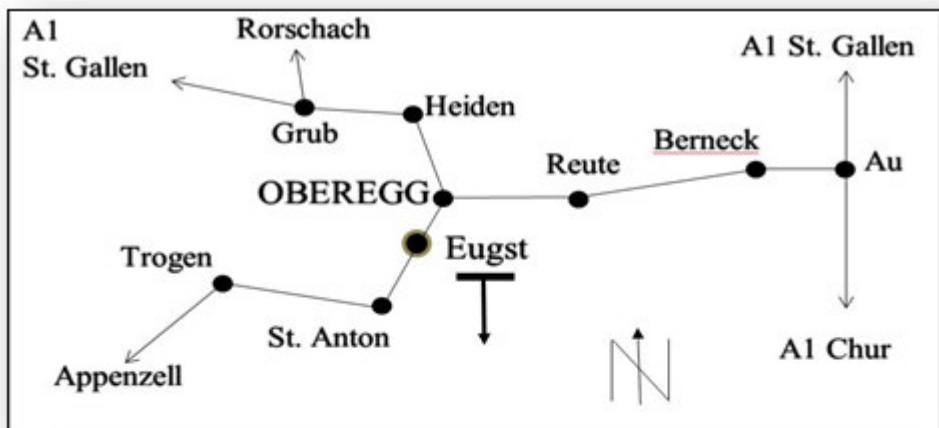 A1
St. Gallen
Rorschach
Grub
Heiden
A1 St. Gallen
Berneck
Au
Reute
OBEREGG
Eugst
Trogen
St. Anton
Appenzell
A1 Chur
N